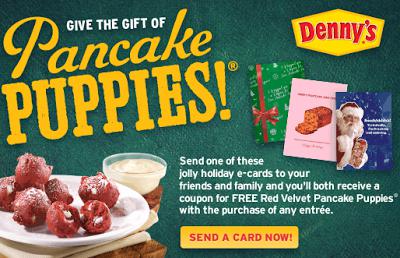 GIVE THE GIFT OF
Denny's
Pancake
PUPPIES!®
Send one of these
jolly holiday e-cards to your
friends and family and you'll both receive a
coupon for FREE Red Velvet Pancake Puppies®
with the purchase of any entrée.
SEND A CARD NOW!